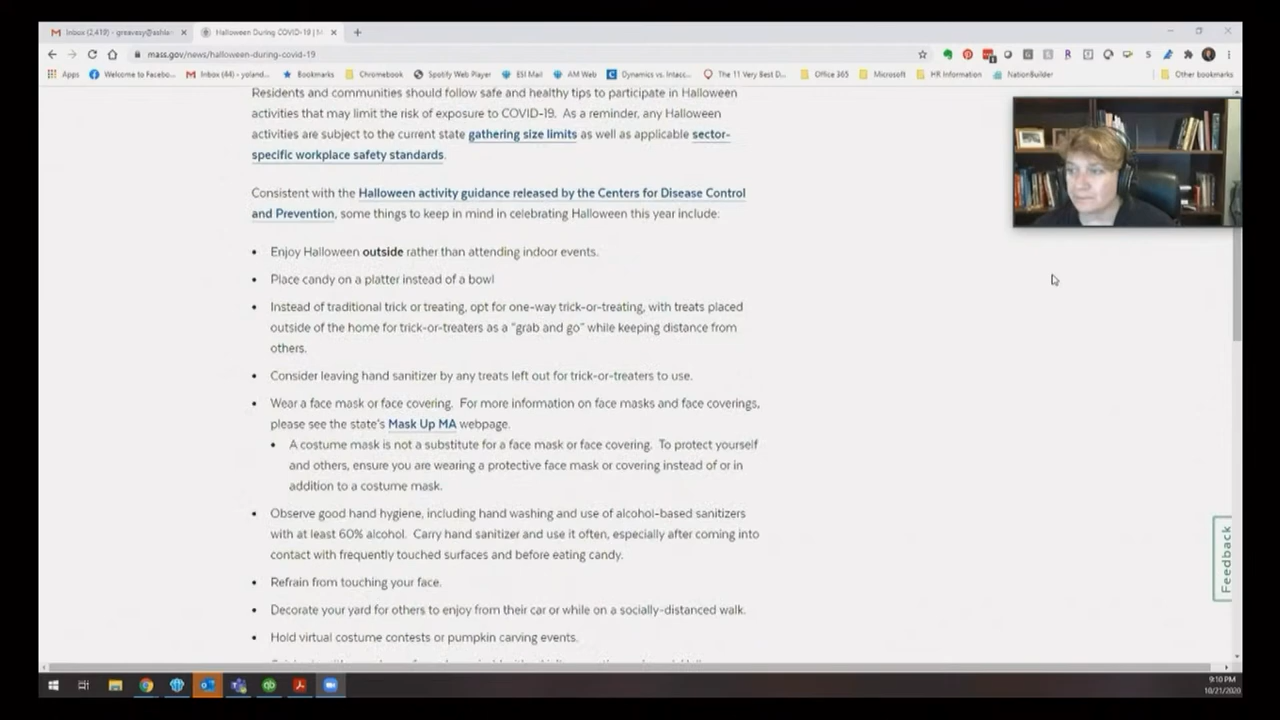 Inbox (2,419) - greavesy@ashla
Halloween During COVID-19 | M
mass.gov/news/halloween-during-covid-19
Apps
Welcome to Facebo...
Inbox (44) - yoland...
Bookmarks
Chromebook
Spotify Web Player
ESI Mail
AM Web
Dynamics vs. Intacc...
The 11 Very Best D...
Office 365
Microsoft
HR Information
NationBuilder
Other bookmarks
Residents and communities should follow safe and healthy tips to participate in Halloween
activities that may limit the risk of exposure to COVID-19. As a reminder, any Halloween
activities are subject to the current state gathering size limits as well as applicable sector-
specific workplace safety standards.
Consistent with the Halloween activity guidance released by the Centers for Disease Control
and Prevention, some things to keep in mind in celebrating Halloween this year include:
• Enjoy Halloween outside rather than attending indoor events.
• Place candy on a platter instead of a bowl
• Instead of traditional trick or treating, opt for one-way trick-or-treating, with treats placed
outside of the home for trick-or-treaters as a "grab and go" while keeping distance from
others.
• Consider leaving hand sanitizer by any treats left out for trick-or-treaters to use.
• Wear a face mask or face covering. For more information on face masks and face coverings,
please see the state's Mask Up MA webpage.
• A costume mask is not a substitute for a face mask or face covering. To protect yourself
and others, ensure you are wearing a protective face mask or covering instead of or in
addition to a costume mask.
• Observe good hand hygiene, including hand washing and use of alcohol-based sanitizers
with at least 60% alcohol. Carry hand sanitizer and use it often, especially after coming into
contact with frequently touched surfaces and before eating candy.
• Refrain from touching your face.
• Decorate your yard for others to enjoy from their car or while on a socially-distanced walk.
• Hold virtual costume contests or pumpkin carving events.
Feedback
9:10 PM
10/21/2020